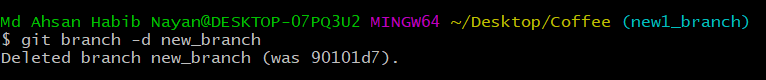 Md Ahsan Habib Nayan@DESKTOP-07PQ3U2 MINGW64 ~/Desktop/Coffee (new1_branch)
$ git branch -d new_branch
Deleted branch new_branch (was 90101d7).